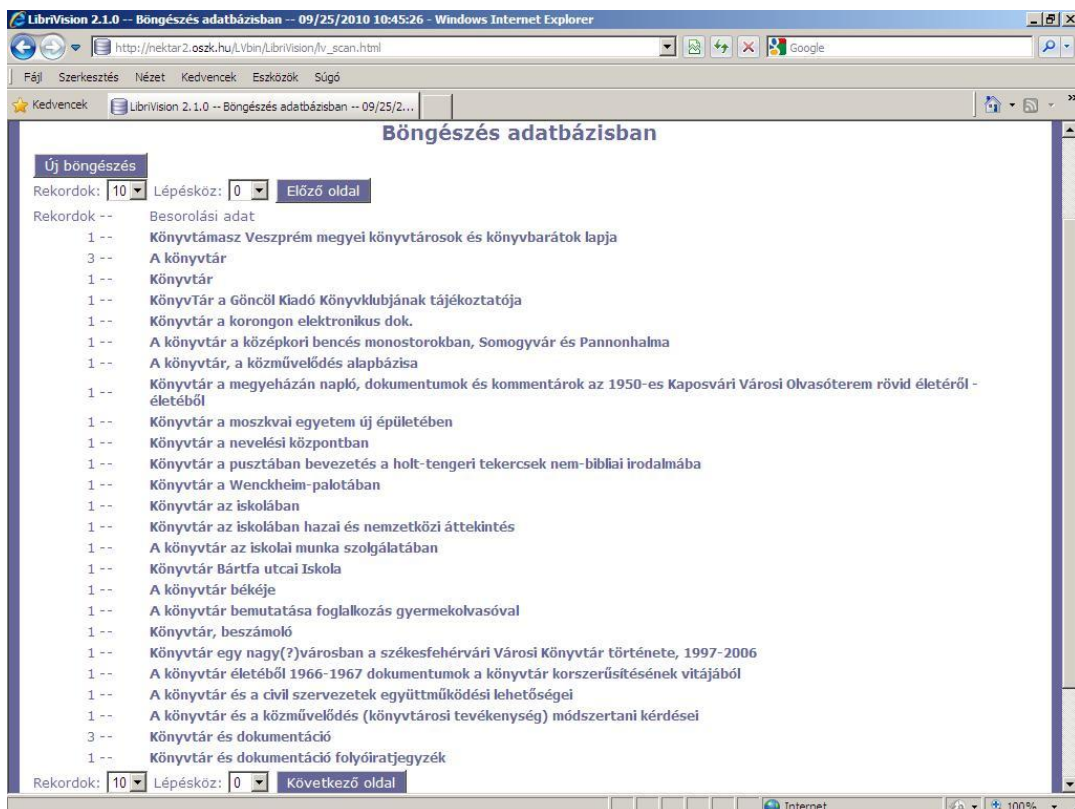 LibriVision 2.1.0 -- Böngészés adatbázisban -- 09/25/2010 10:45:26 - Windows Internet Explorer
http://nektar2.oszk.hu/LVbin/LibriVision/lv_scan.html
Google
Fájl Szerkesztés Nézet Kedvencek Eszközök Súgó
Kedvencek LibriVision 2.1.0 -- Böngészés adatbázisban -- 09/25/2...
Böngészés adatbázisban
Új böngészés
Rekordok: 10 Lépésköz: 0 Előző oldal
Rekordok -- Besorolási adat
1 -- Könyvtámasz Veszprém megyei könyvtárosok és könyvbarátok lapja
3 -- A könyvtár
1 -- Könyvtár
1 -- KönyvTár a Göncöl Kiadó Könyvklubjának tájékoztatója
1 -- Könyvtár a korongon elektronikus dok.
1 -- A könyvtár a középkori bencés monostorokban, Somogyvár és Pannonhalma
1 -- A könyvtár, a közművelődés alapbázisa
1 -- Könyvtár a megyeházán napló, dokumentumok és kommentárok az 1950-es Kaposvári Városi Olvasóterem rövid életéről -
életéből
1 -- Könyvtár a moszkvai egyetem új épületében
1 -- Könyvtár a nevelési központban
1 -- Könyvtár a pusztában bevezetés a holt-tengeri tekercsek nem-bibliai irodalmába
1 -- Könyvtár a Wenckheim-palotában
1 -- Könyvtár az iskolában
1 -- Könyvtár az iskolában hazai és nemzetközi áttekintés
1 -- A könyvtár az iskolai munka szolgálatában
1 -- Könyvtár Bártfa utcai Iskola
1 -- A könyvtár békéje
1 -- A könyvtár bemutatása foglalkozás gyermekolvasóval
1 -- Könyvtár, beszámoló
1 -- Könyvtár egy nagy(?)városban a székesfehérvári Városi Könyvtár története, 1997-2006
1 -- A könyvtár életéből 1966-1967 dokumentumok a könyvtár korszerűsítésének vitájából
1 -- A könyvtár és a civil szervezetek együttműködési lehetőségei
1 -- A könyvtár és a közművelődés (könyvtárosi tevékenység) módszertani kérdései
3 -- Könyvtár és dokumentáció
1 -- Könyvtár és dokumentáció folyóiratjegyzék
Rekordok: 10 Lépésköz: 0 Következő oldal
Internet 100%